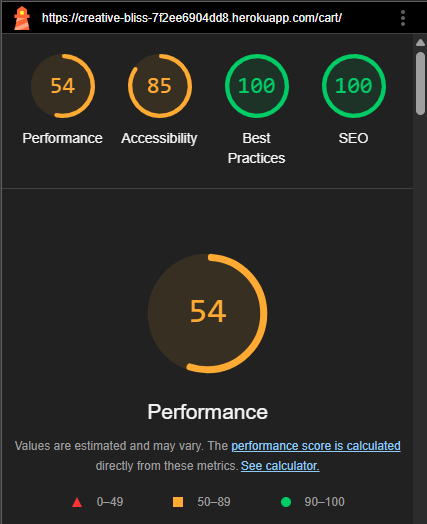 https://creative-bliss-7f2ee6904dd8.herokuapp.com/cart/
54 85 100 100
Performance Accessibility Best Practices SEO
54
Performance
Values are estimated and may vary. The performance score is calculated
directly from these metrics. See calculator.
0–49 50–89 90–100